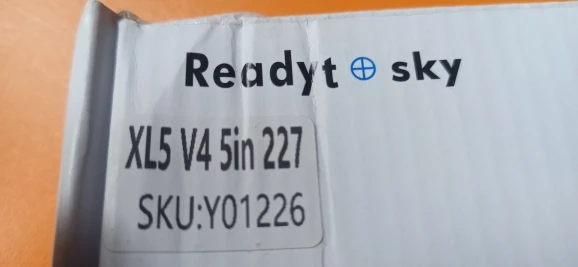 Readyt⊕sky
XL5 V4 5in 227
SKU:Y01226